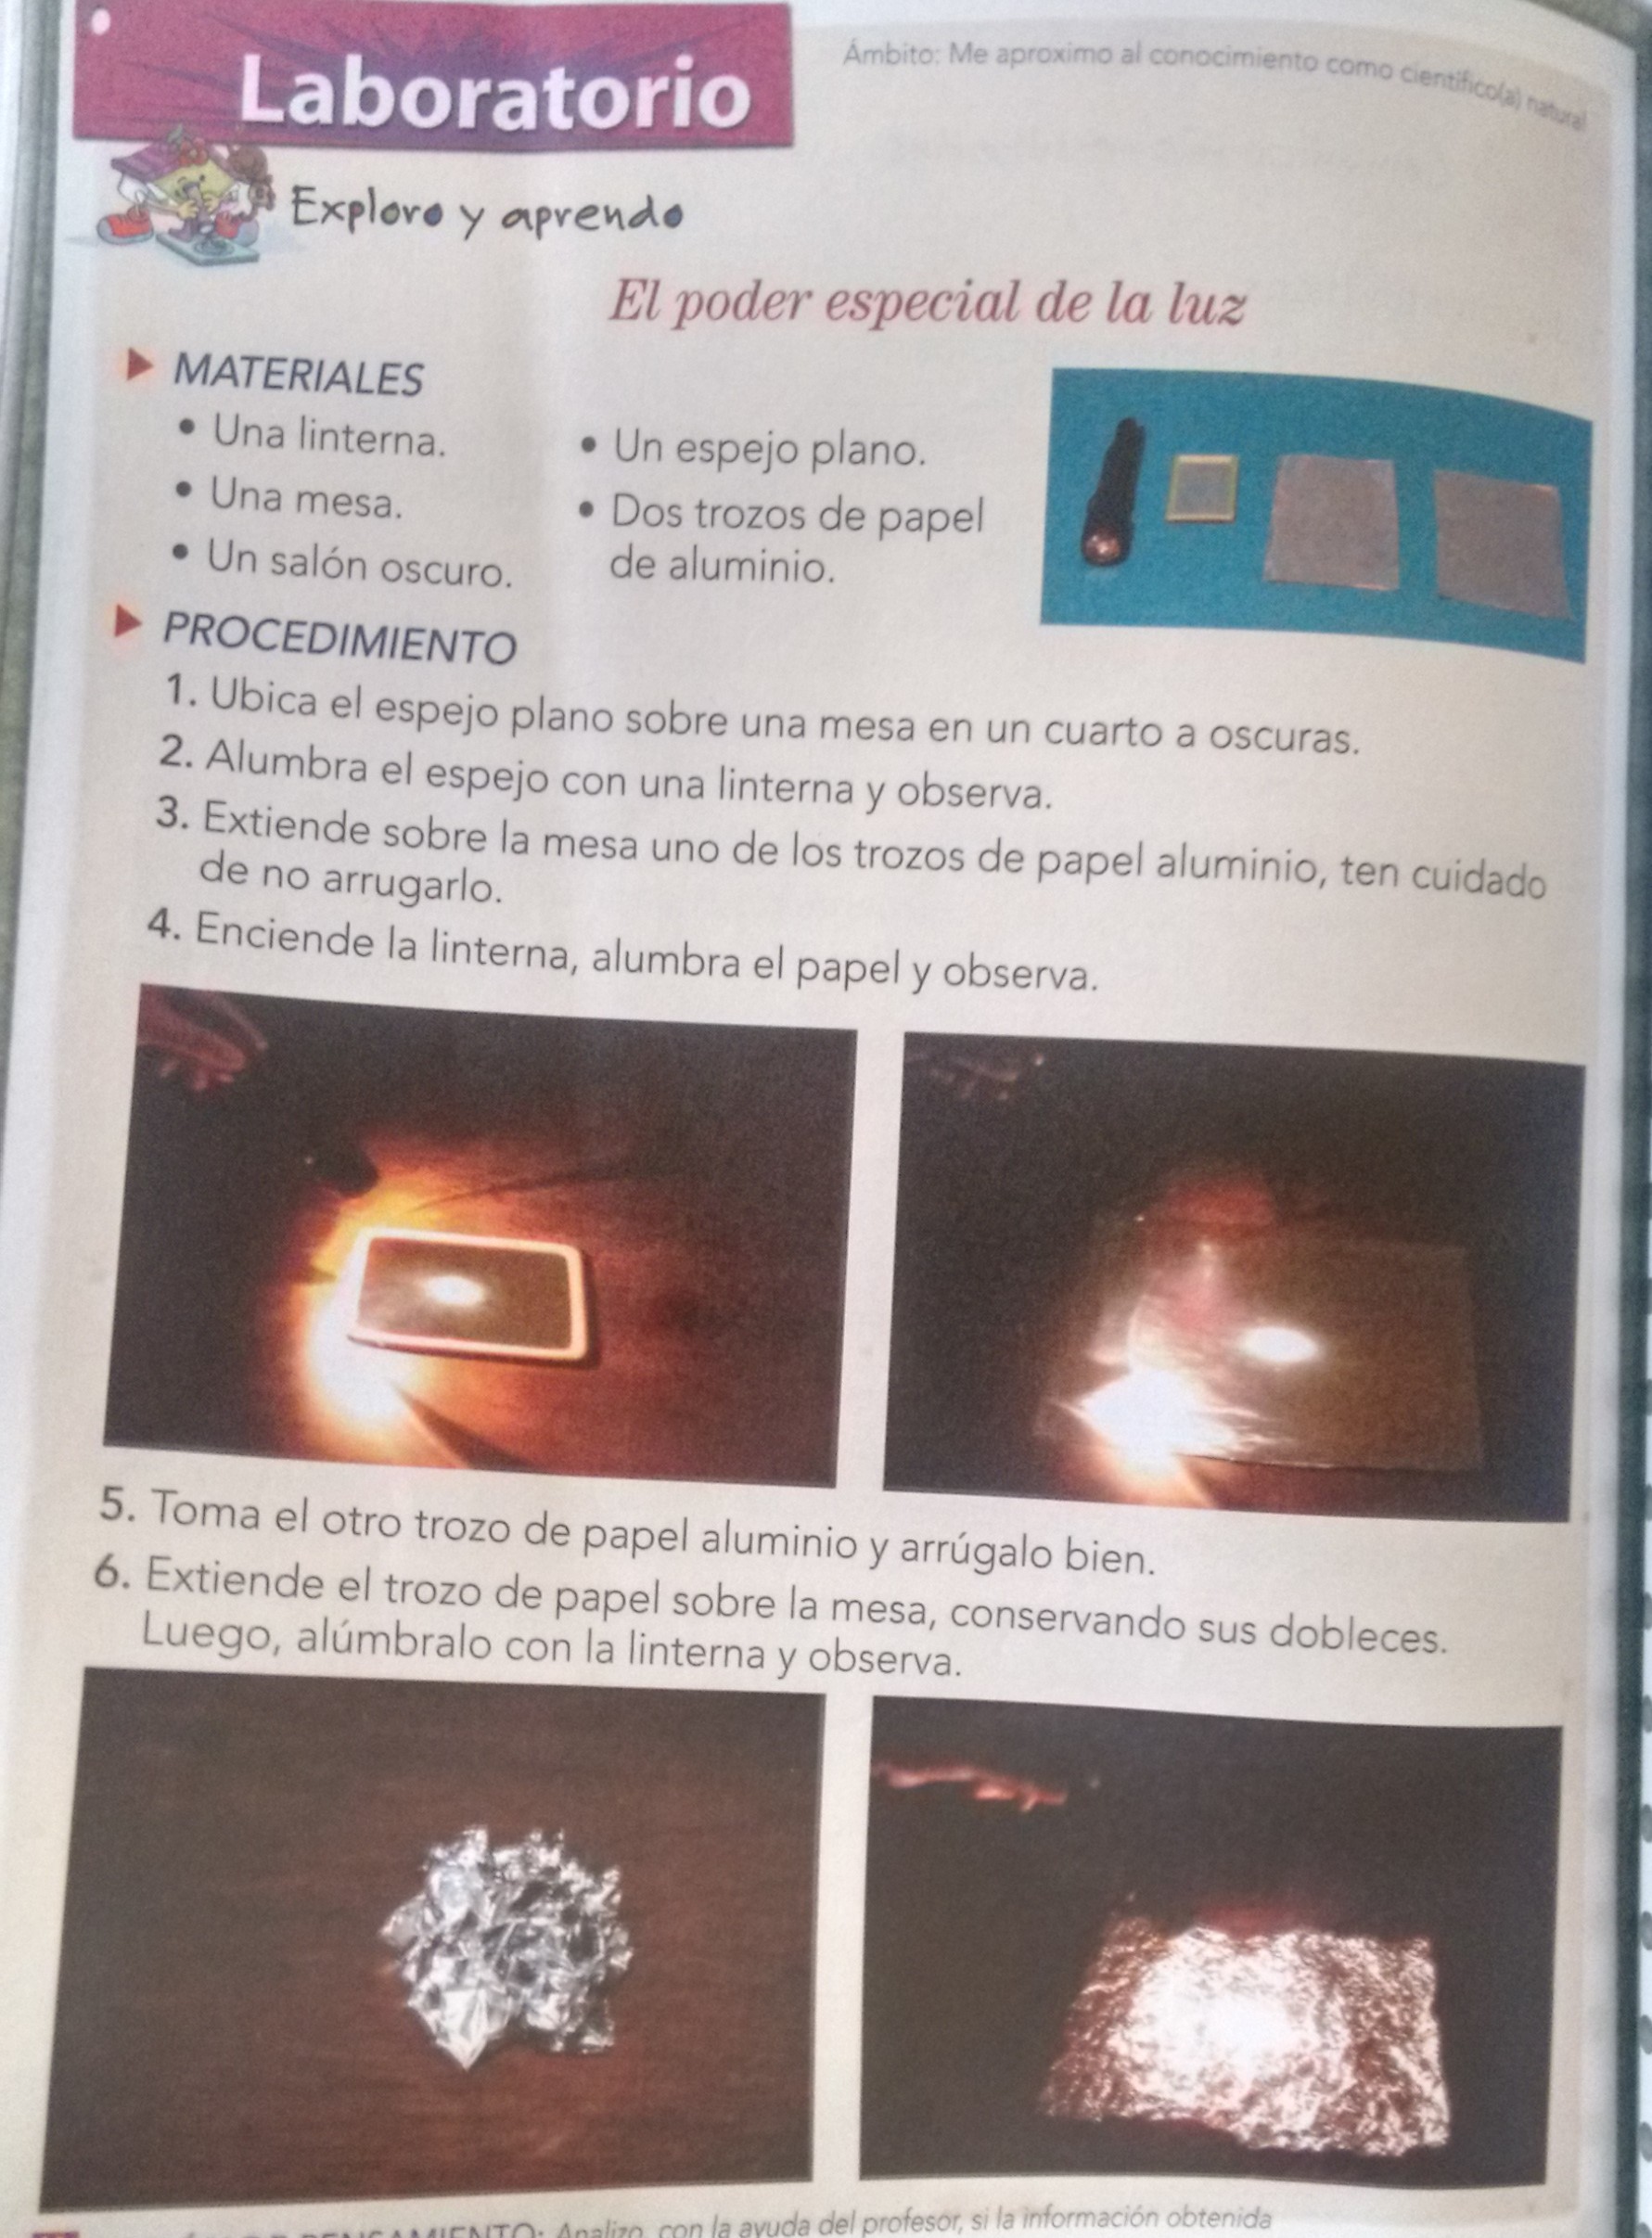 Laboratorio
Ámbito: Me aproximo al conocimiento como científico(a) natural
Exploro y aprendo
El poder especial de la luz
MATERIALES
• Una linterna.
• Una mesa.
• Un salón oscuro.
• Un espejo plano.
• Dos trozos de papel
de aluminio.
PROCEDIMIENTO
1. Ubica el espejo plano sobre una mesa en un cuarto a oscuras.
2. Alumbra el espejo con una linterna y observa.
3. Extiende sobre la mesa uno de los trozos de papel aluminio, ten cuidado
de no arrugarlo.
4. Enciende la linterna, alumbra el papel y observa.
5. Toma el otro trozo de papel aluminio y arrúgalo bien.
6. Extiende el trozo de papel sobre la mesa, conservando sus dobleces.
Luego, alúmbralo con la linterna y observa.
PENSAMIENTO: Analizo, con la ayuda del profesor, si la información obtenida